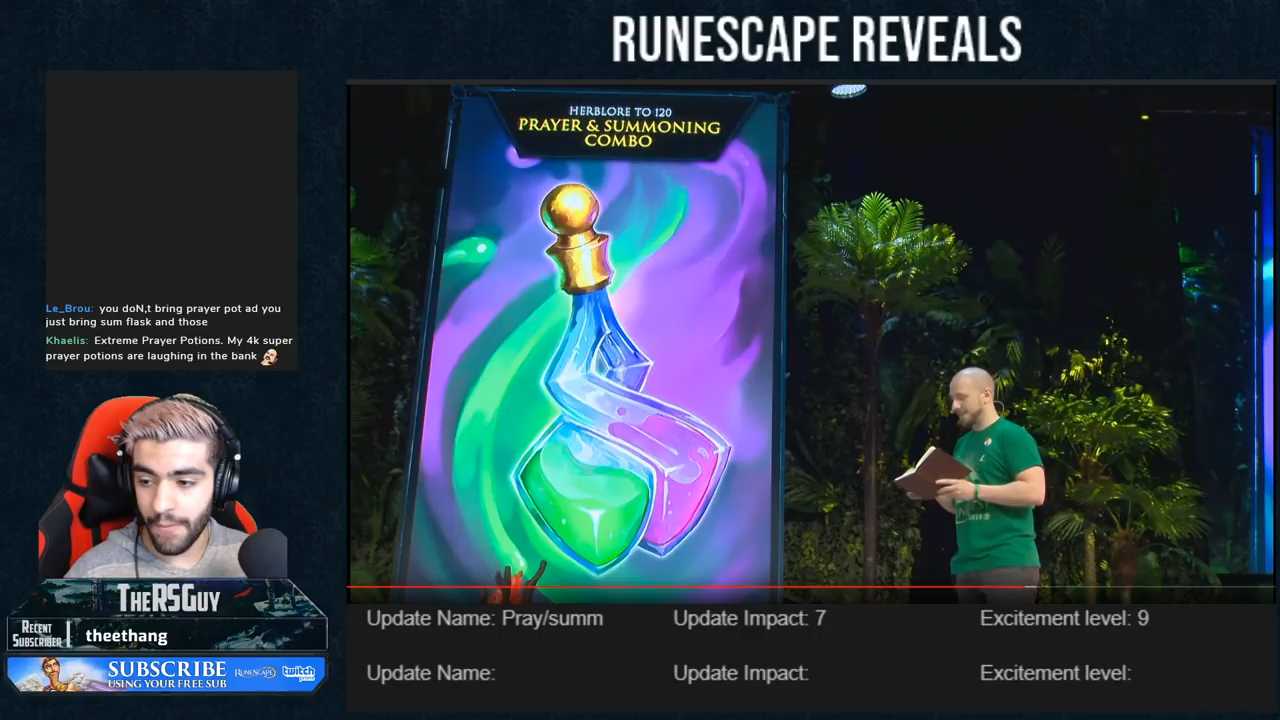 RUNESCAPE REVEALS
HERBLORE TO 120
PRAYER & SUMMONING
COMBO
Le_Brou: you doN,t bring prayer pot ad you
just bring sum flask and those
Khaelis: Extreme Prayer Potions. My 4k super
prayer potions are laughing in the bank
THERSGUY
RECENT
SUBSCRIBER
theethang
SUBSCRIBE
USING YOUR FREE SUB
RUNESCAPE
twitch
prime
Update Name: Pray/summ
Update Impact: 7
Excitement level: 9
Update Name:
Update Impact:
Excitement level: